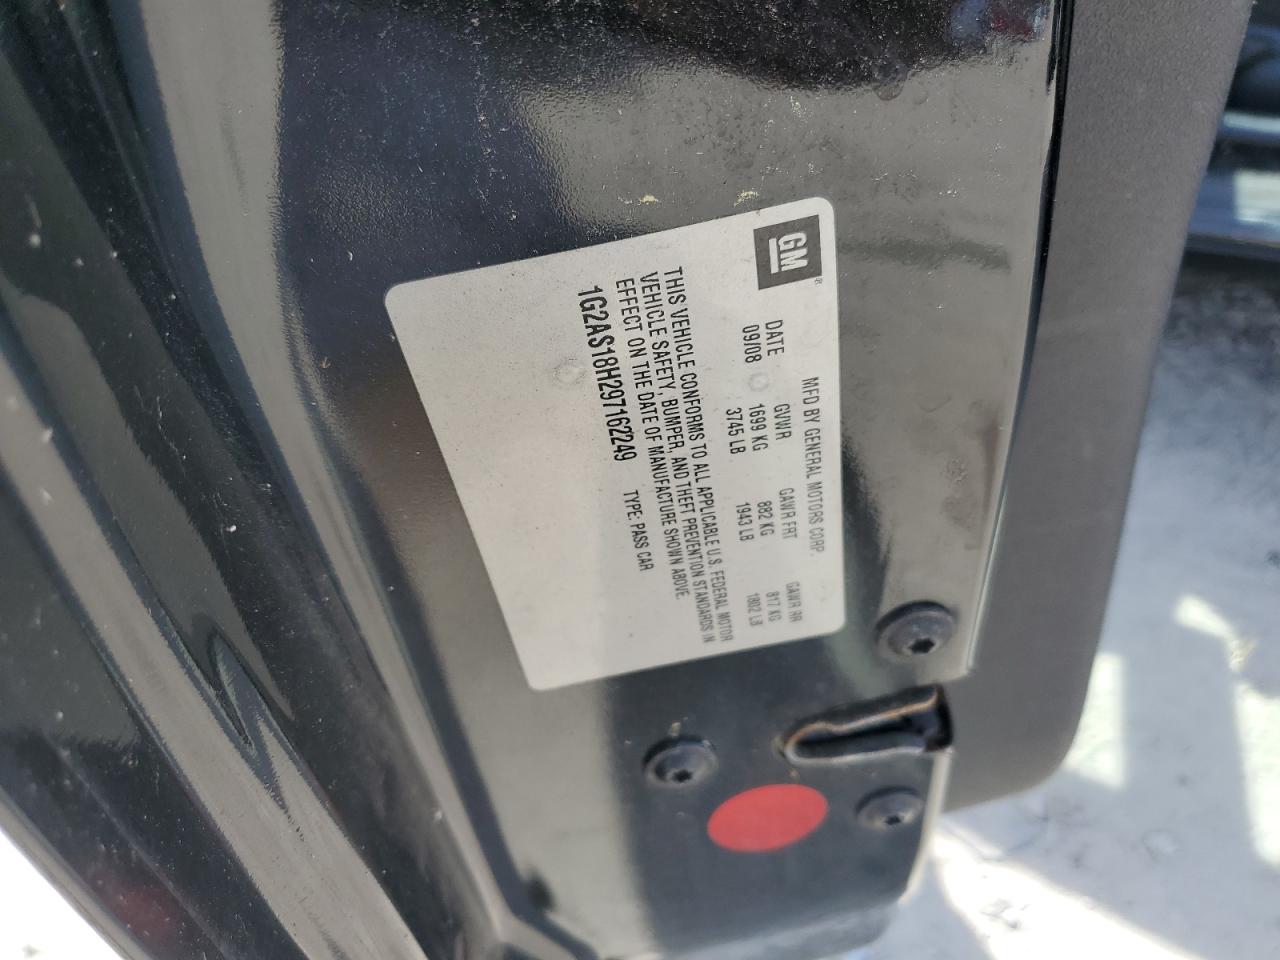 GM®
MFD BY GENERAL MOTORS CORP.
DATE GVWR GAWR FRT GAWR RR
09/08 1699 KG 882 KG 817 KG
3745 LB 1943 LB 1802 LB
THIS VEHICLE CONFORMS TO ALL APPLICABLE U.S. FEDERAL MOTOR
VEHICLE SAFETY, BUMPER, AND THEFT PREVENTION STANDARDS IN
EFFECT ON THE DATE OF MANUFACTURE SHOWN ABOVE.
1G2AS18H297162249 TYPE: PASS CAR